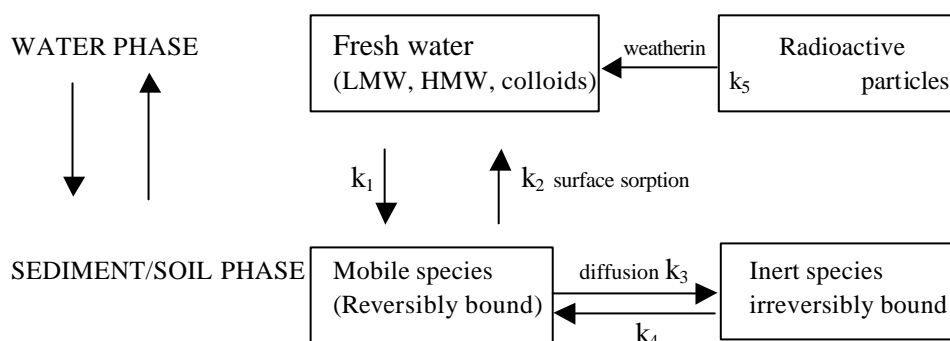 WATER PHASE
Fresh water
(LMW, HMW, colloids)
weatherin
Radioactive
k5 particles
k1
k2 surface sorption
SEDIMENT/SOIL PHASE
Mobile species
(Reversibly bound)
diffusion k3
k4
Inert species
irreversibly bound